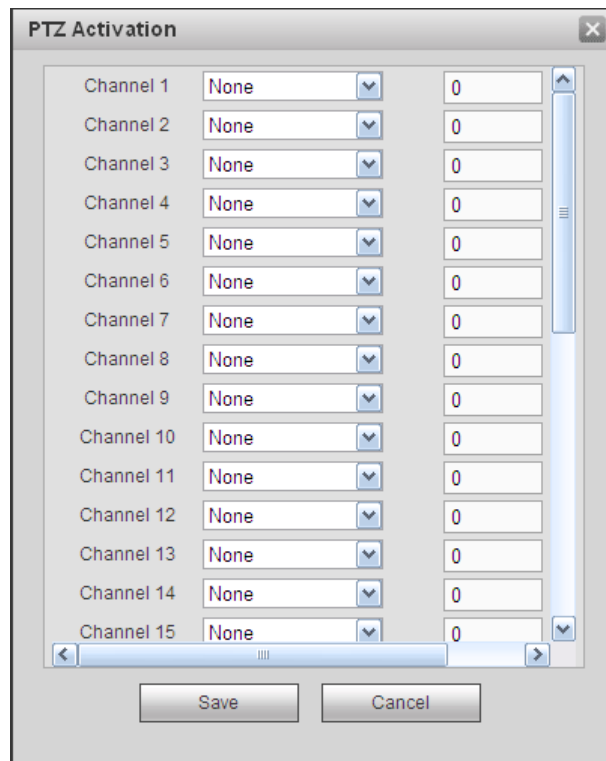 PTZ Activation
Channel 1 None 0
Channel 2 None 0
Channel 3 None 0
Channel 4 None 0
Channel 5 None 0
Channel 6 None 0
Channel 7 None 0
Channel 8 None 0
Channel 9 None 0
Channel 10 None 0
Channel 11 None 0
Channel 12 None 0
Channel 13 None 0
Channel 14 None 0
Channel 15 None 0
Save Cancel